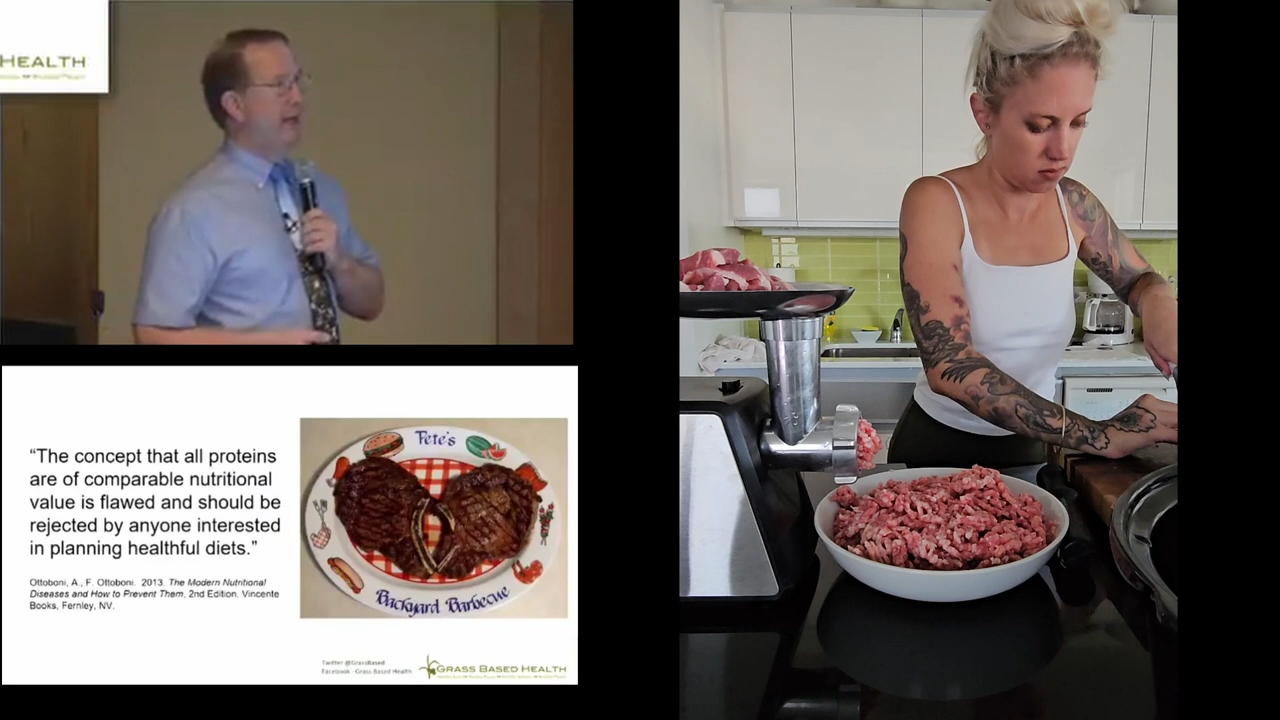 HEALTH
“The concept that all proteins
are of comparable nutritional
value is flawed and should be
rejected by anyone interested
in planning healthful diets.”
Ottoboni, A., F. Ottoboni. 2013. The Modern Nutritional
Diseases and How to Prevent Them, 2nd Edition. Vincente
Books, Fernley, NV.
Pete's
Backyard Barbecue
Twitter @GrassBased
Facebook - Grass Based Health
GRASS BASED HEALTH